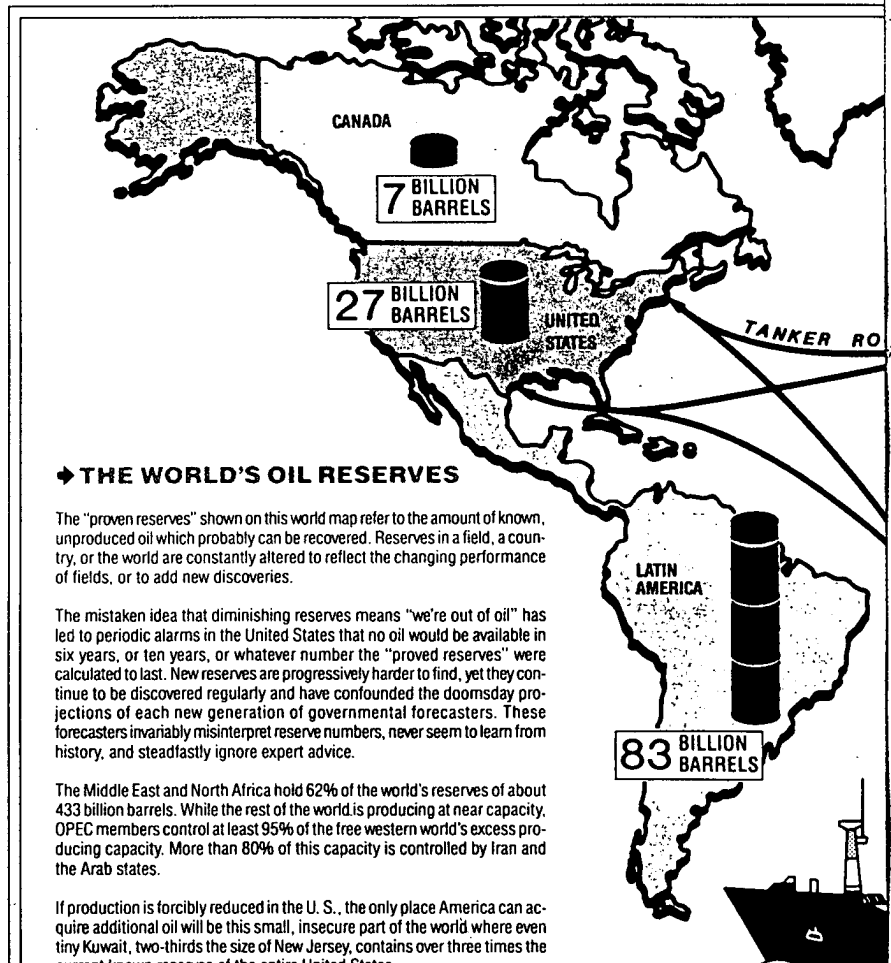 CANADA
7 BILLION
BARRELS
27 BILLION
BARRELS
UNITED
STATES
TANKER RO
THE WORLD'S OIL RESERVES
The "proven reserves" shown on this world map refer to the amount of known,
unproduced oil which probably can be recovered. Reserves in a field, a coun-
try, or the world are constantly altered to reflect the changing performance
of fields, or to add new discoveries.
The mistaken idea that diminishing reserves means "we're out of oil" has
led to periodic alarms in the United States that no oil would be available in
six years, or ten years, or whatever number the "proved reserves" were
calculated to last. New reserves are progressively harder to find, yet they con-
tinue to be discovered regularly and have confounded the doomsday pro-
jections of each new generation of governmental forecasters. These
forecasters invariably misinterpret reserve numbers, never seem to learn from
history, and steadfastly ignore expert advice.
The Middle East and North Africa hold 62% of the world's reserves of about
433 billion barrels. While the rest of the world is producing at near capacity,
OPEC members control at least 95% of the free western world's excess pro-
ducing capacity. More than 80% of this capacity is controlled by Iran and
the Arab states.
If production is forcibly reduced in the U. S., the only place America can ac-
quire additional oil will be this small, insecure part of the world where even
tiny Kuwait, two-thirds the size of New Jersey, contains over three times the
current known reserve of the entire United States.
LATIN
AMERICA
83 BILLION
BARRELS